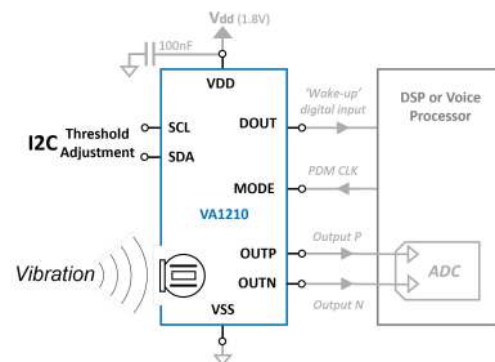 Vdd (1.8V)
100nF
VDD
'Wake-up'
digital input
DSP or Voice
Processor
SCL
DOUT
I2C Threshold
Adjustment
SDA
PDM CLK
MODE
VA1210
Output P
OUTP
ADC
Vibration
OUTN
Output N
VSS